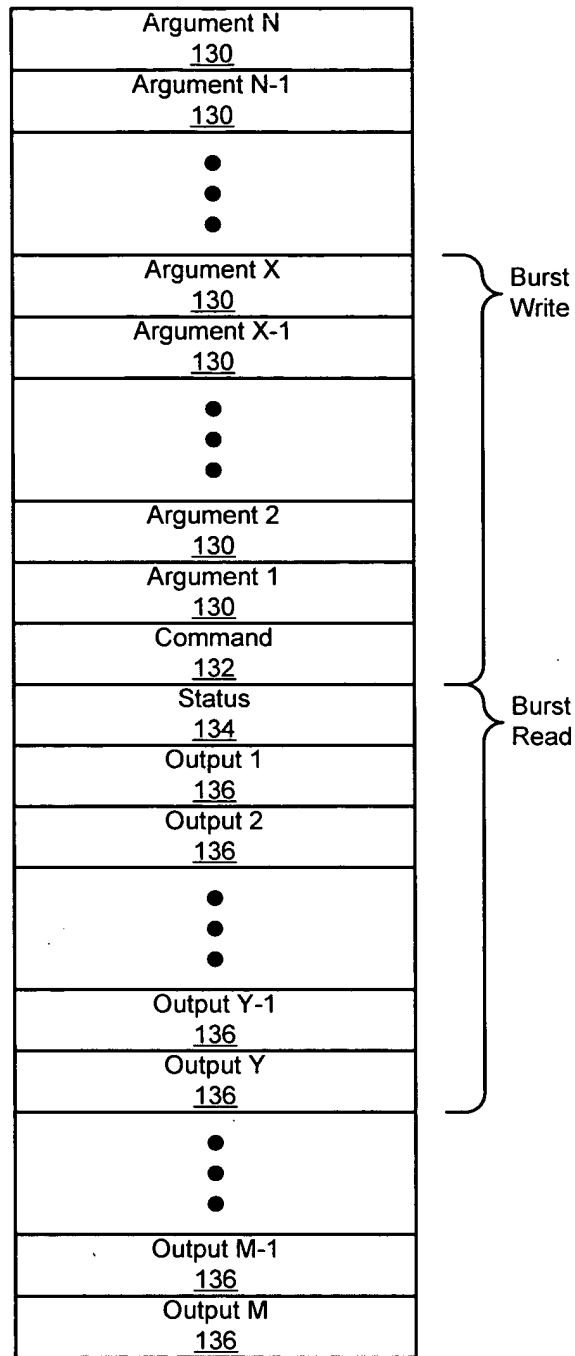 Argument N
130
Argument N-1
130
Argument X
130
Burst
Write
Argument X-1
130
Argument 2
130
Argument 1
130
Command
132
Status
134
Burst
Read
Output 1
136
Output 2
136
Output Y-1
136
Output Y
136
Output M-1
136
Output M
136